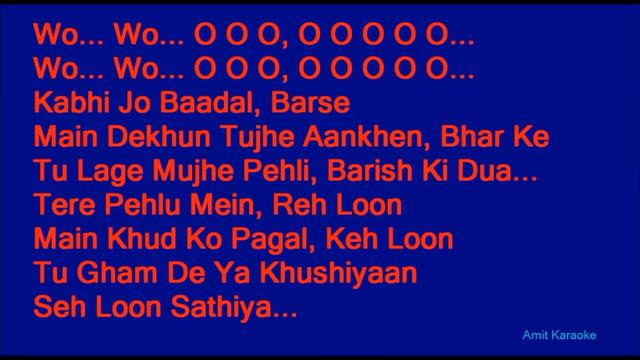 Wo... Wo... O O O, O O O O O...
Wo... Wo... O O O, O O O O O...
Kabhi Jo Baadal, Barse
Main Dekhun Tujhe Aankhen, Bhar Ke
Tu Lage Mujhe Pehli, Barish Ki Dua...
Tere Pehlu Mein, Reh Loon
Main Khud Ko Pagal, Keh Loon
Tu Gham De Ya Khushiyaan
Seh Loon Sathiya...
Amit Karaoke